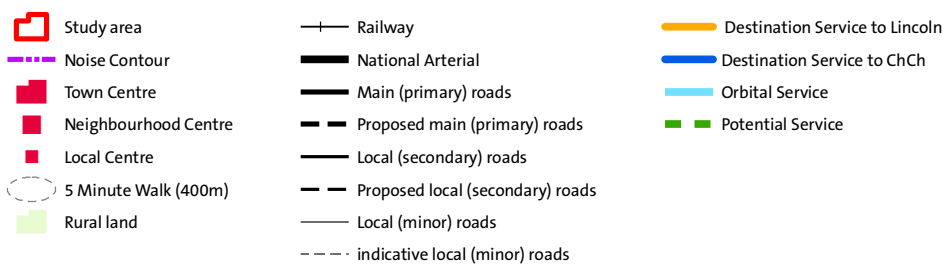 Study area
Noise Contour
Town Centre
Neighbourhood Centre
Local Centre
5 Minute Walk (400m)
Rural land
Railway
National Arterial
Main (primary) roads
Proposed main (primary) roads
Local (secondary) roads
Proposed local (secondary) roads
Local (minor) roads
indicative local (minor) roads
Destination Service to Lincoln
Destination Service to ChCh
Orbital Service
Potential Service